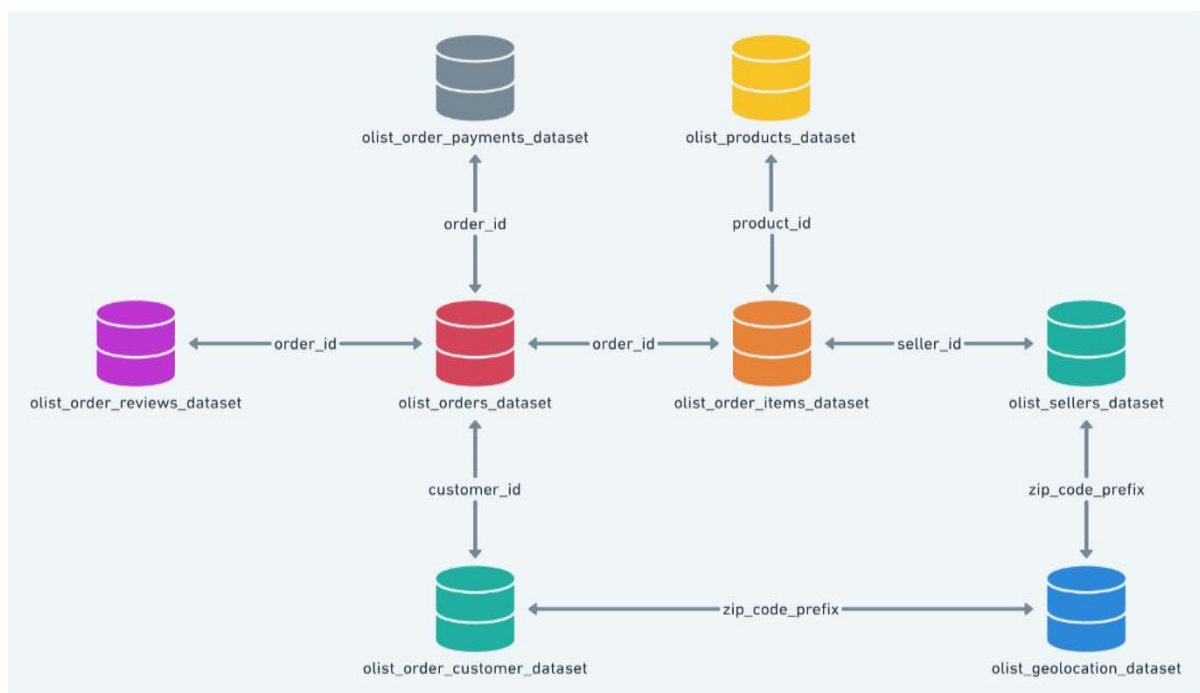 olist_order_payments_dataset
olist_products_dataset
order_id
product_id
order_id
order_id
seller_id
olist_order_reviews_dataset
olist_orders_dataset
olist_order_items_dataset
olist_sellers_dataset
customer_id
zip_code_prefix
zip_code_prefix
olist_order_customer_dataset
olist_geolocation_dataset